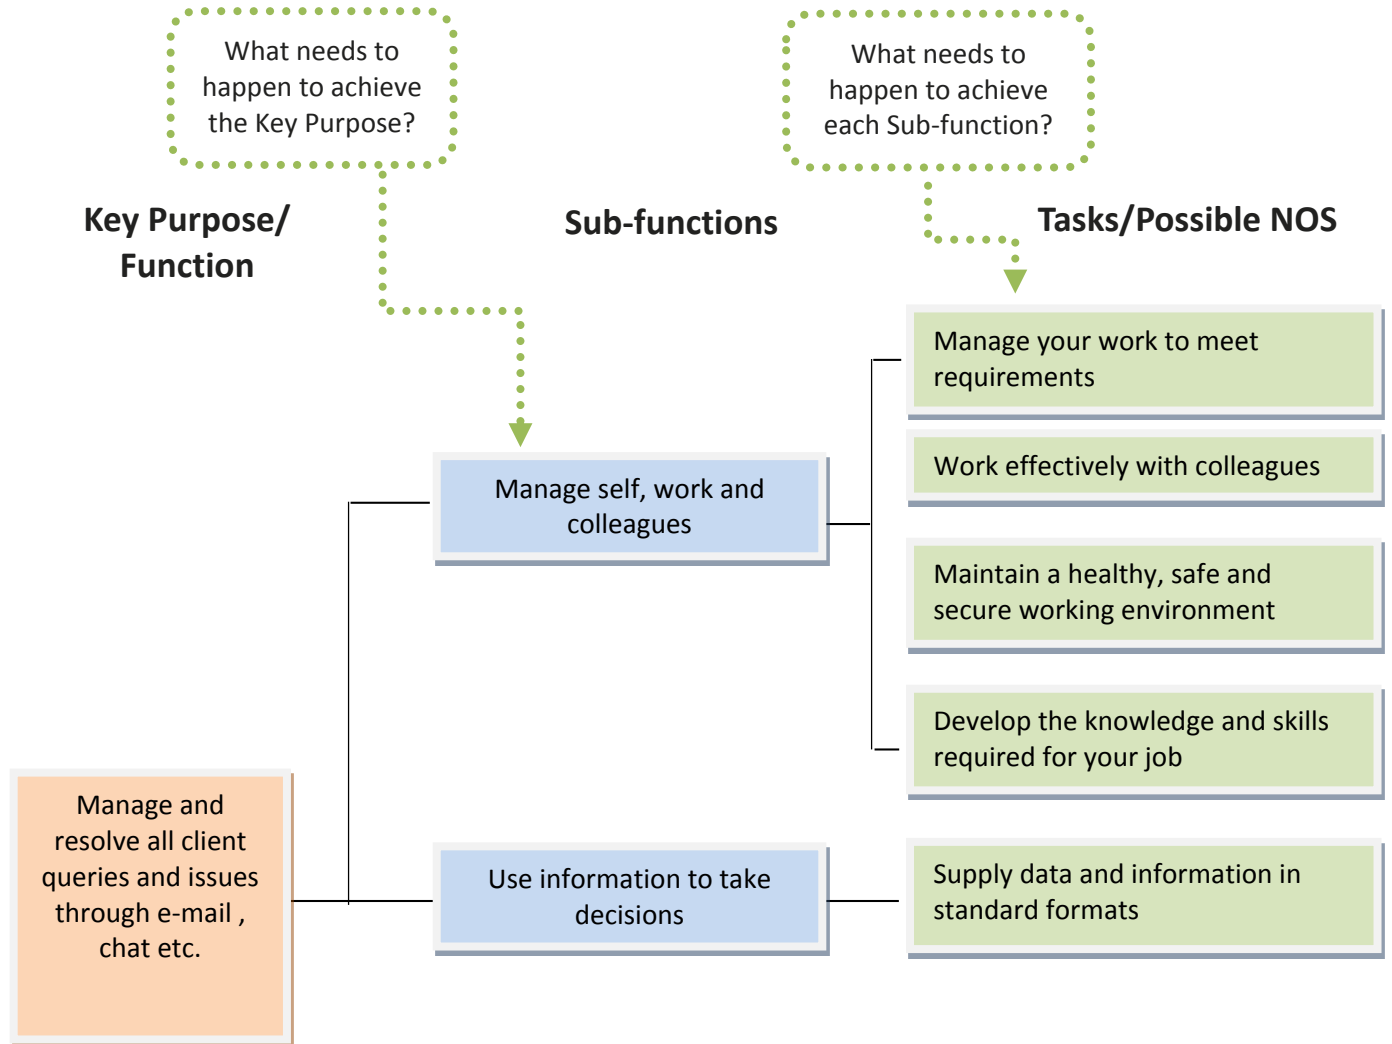 What needs to
happen to achieve
the Key Purpose?
What needs to
happen to achieve
each Sub-function?
Key Purpose/
Function
Sub-functions
Tasks/Possible NOS
Manage your work to meet
requirements
Work effectively with colleagues
Manage self, work and
colleagues
Maintain a healthy, safe and
secure working environment
Develop the knowledge and skills
required for your job
Manage and
resolve all client
queries and issues
through e-mail ,
chat etc.
Use information to take
decisions
Supply data and information in
standard formats